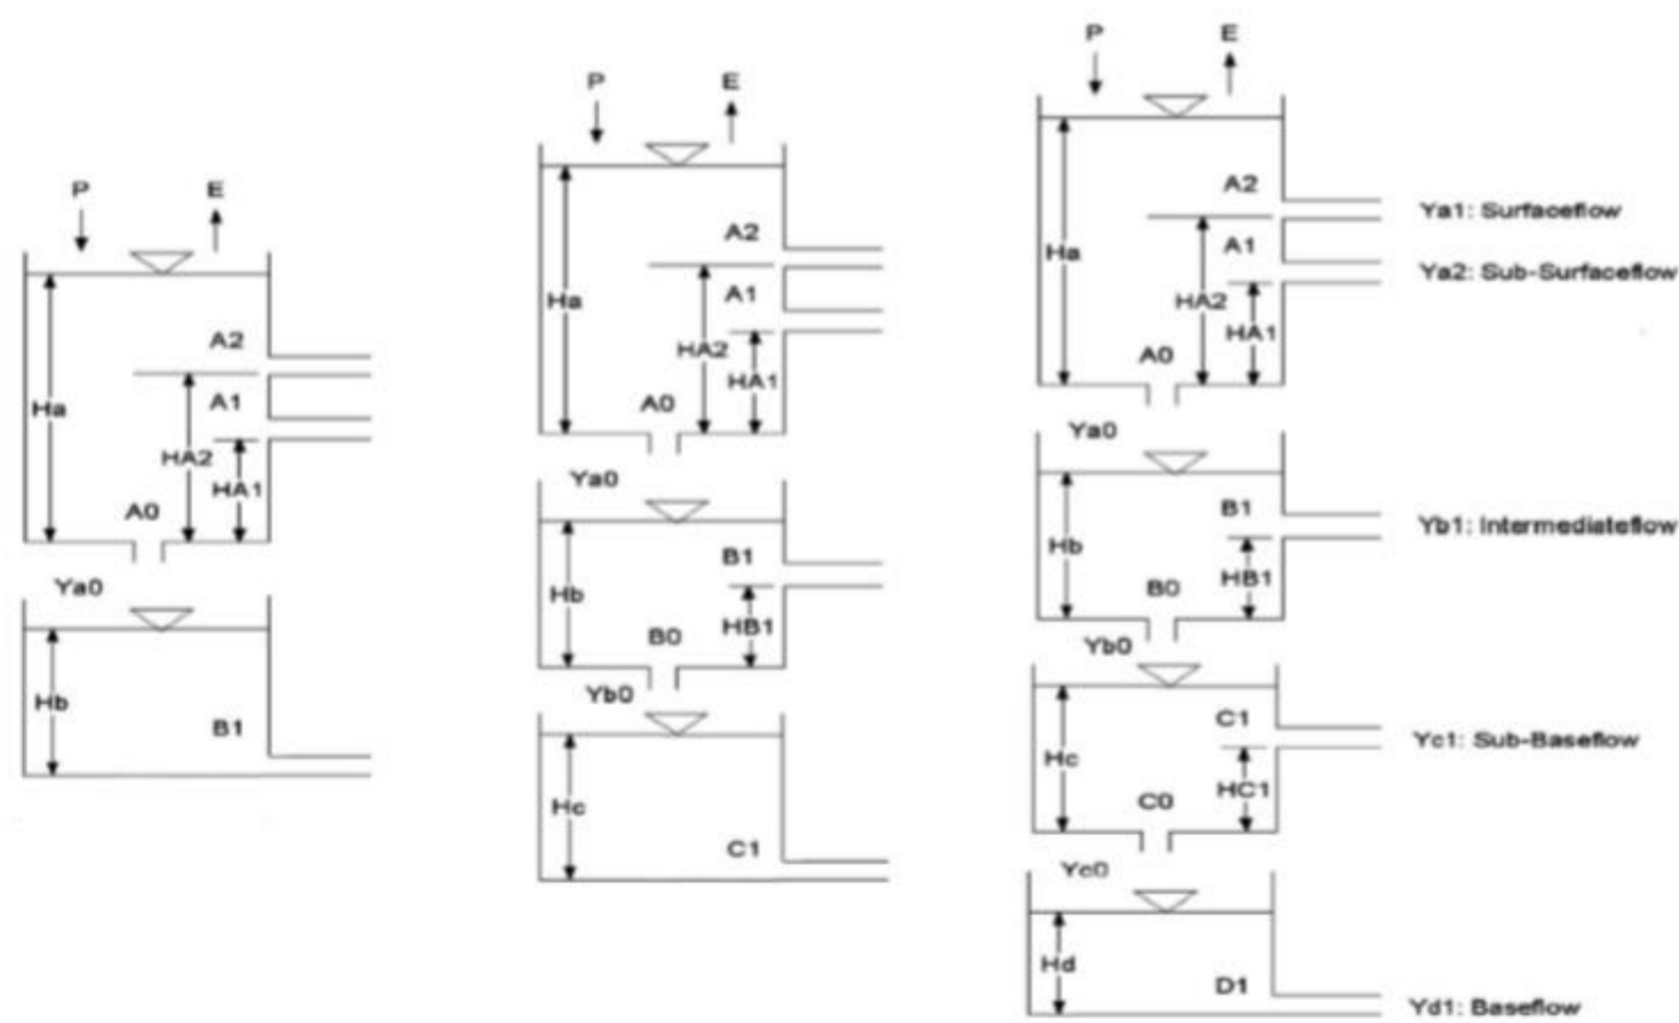 P E
A2
A1
Ha
HA2
HA1
A0
Ya0
Hb
B1
P E
A2
A1
Ha
HA2
HA1
A0
Ya0
B1
Hb
HB1
B0
Yb0
Hc
C1
P E
A2
Ya1: Surfaceflow
A1
Ha
Ya2: Sub-Surfaceflow
HA2
HA1
A0
Ya0
B1
Yb1: Intermediateflow
Hb
HB1
B0
Yb0
C1
Yc1: Sub-Baseflow
Hc
HC1
C0
Yc0
Hd
D1
Yd1: Baseflow